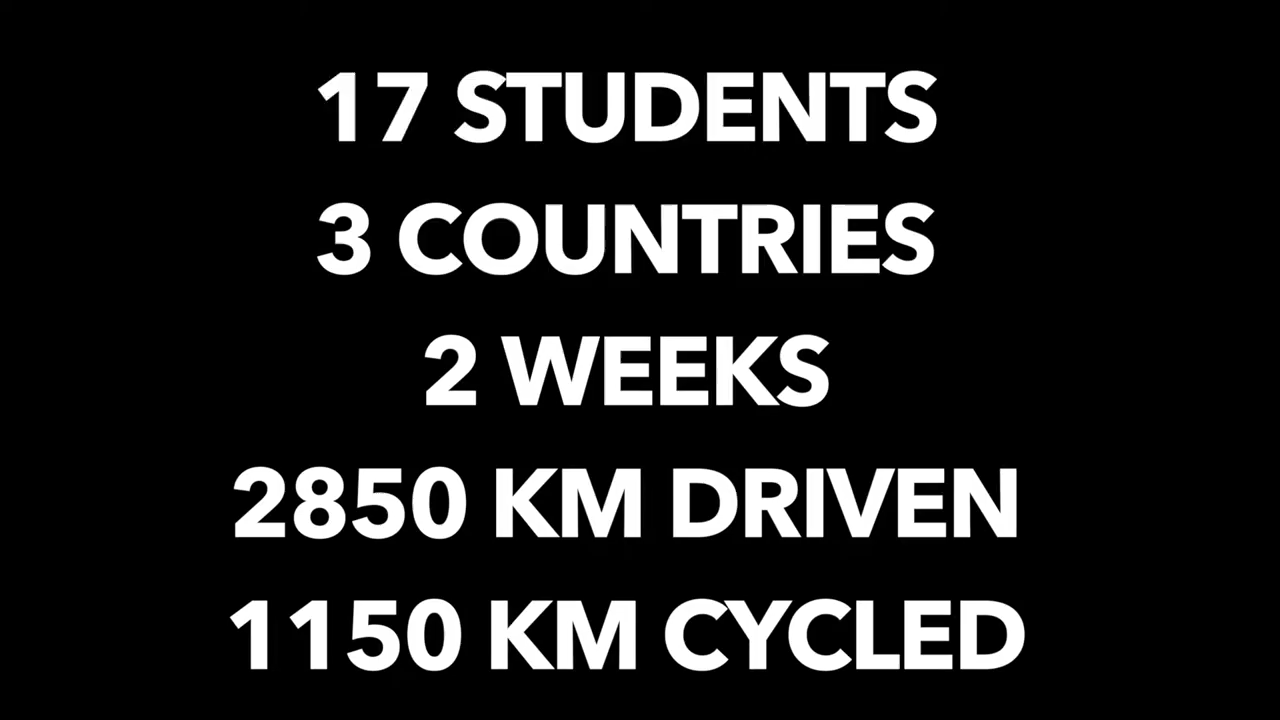 17 STUDENTS
3 COUNTRIES
2 WEEKS
2850 KM DRIVEN
1150 KM CYCLED